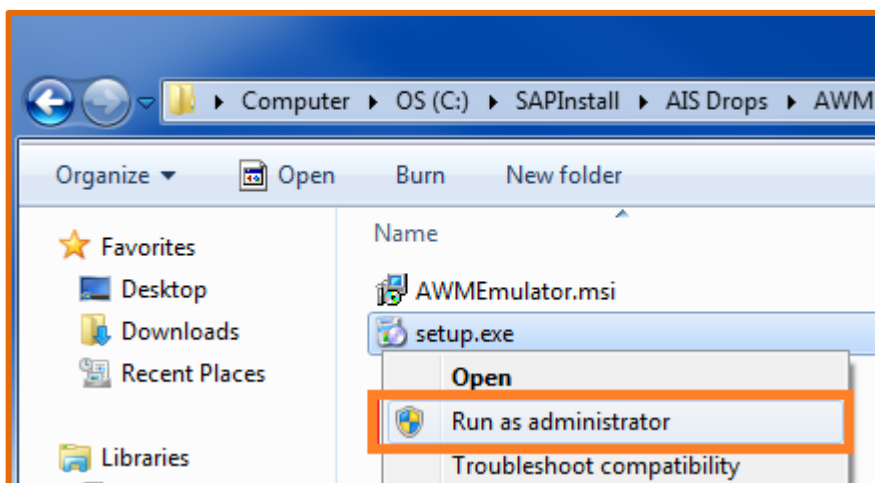 Computer OS (C:) SAPInstall AIS Drops AWM
Organize Open Burn New folder
Favorites
Desktop
Downloads
Recent Places
Libraries
Name
AWMEmulator.msi
setup.exe
Open
Run as administrator
Troubleshoot compatibility